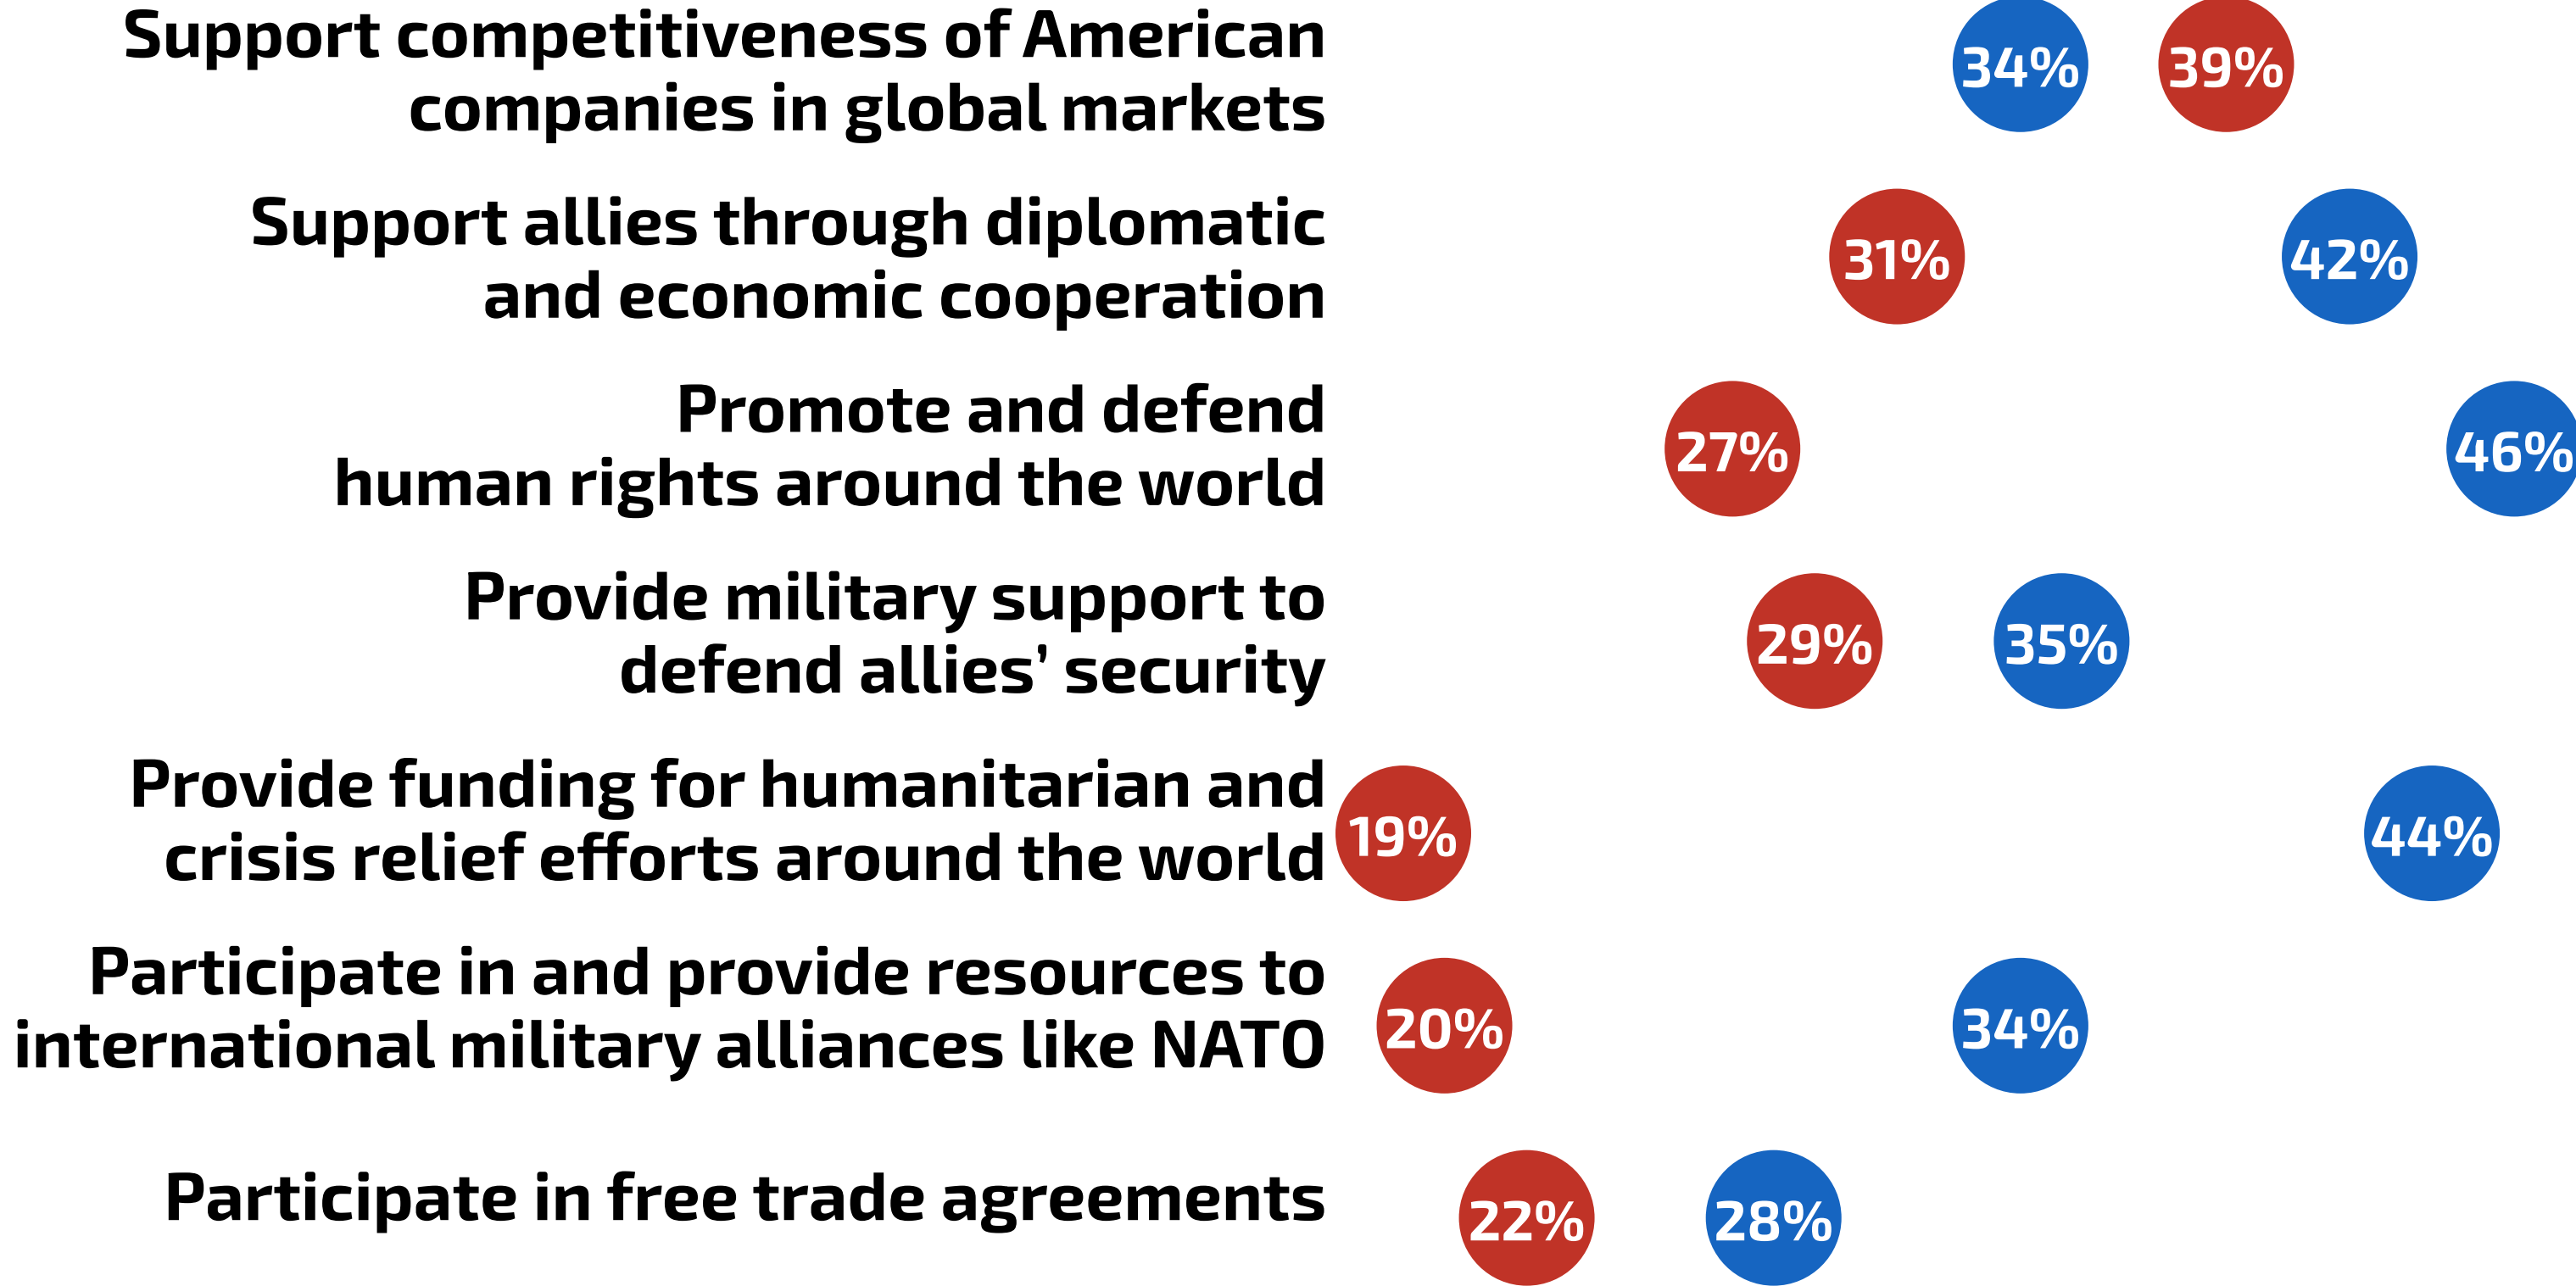 Support competitiveness of American
companies in global markets
34% 39%
Support allies through diplomatic
and economic cooperation
31% 42%
Promote and defend
human rights around the world
27% 46%
Provide military support to
defend allies’ security
29% 35%
Provide funding for humanitarian and
crisis relief efforts around the world
19% 44%
Participate in and provide resources to
international military alliances like NATO
20% 34%
Participate in free trade agreements
22% 28%